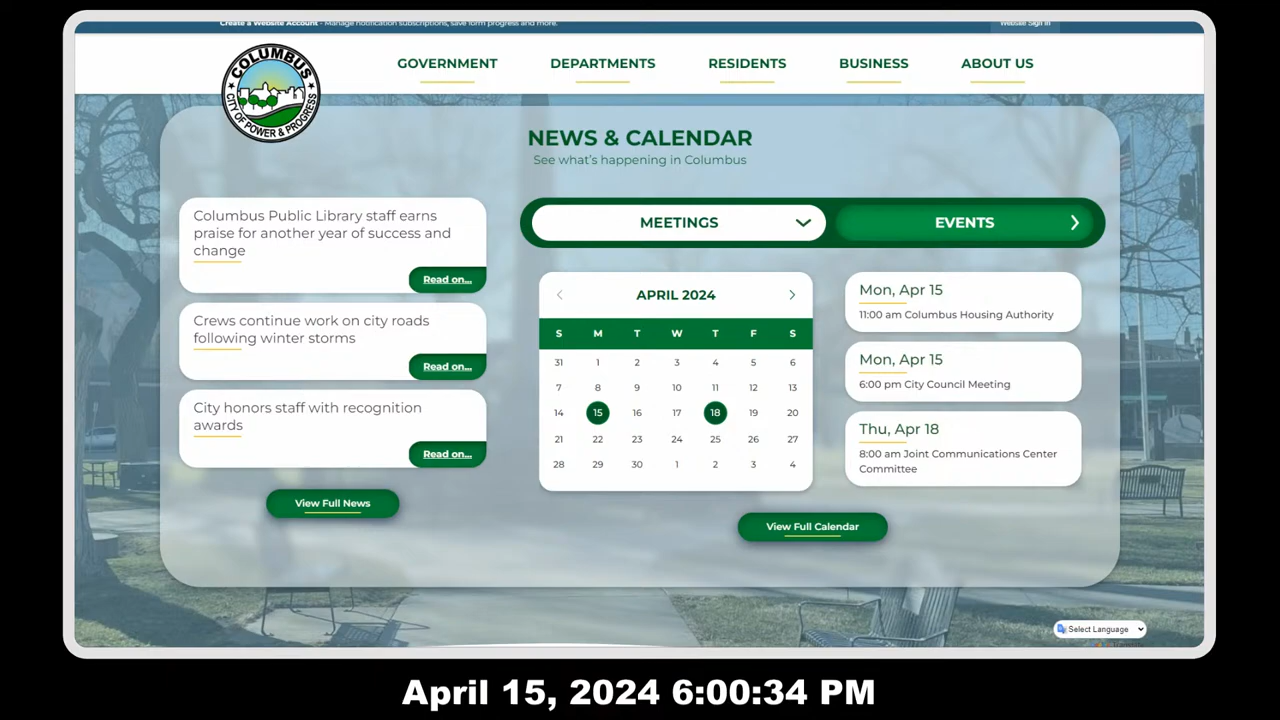 Create a Website Account - Manage notification subscriptions, save form progress and more.
Website Sign In
COLUMBUS
CITY OF POWER & PROGRESS
GOVERNMENT
DEPARTMENTS
RESIDENTS
BUSINESS
ABOUT US
NEWS & CALENDAR
See what's happening in Columbus
Columbus Public Library staff earns
praise for another year of success and
change
Read on...
Crews continue work on city roads
following winter storms
Read on...
City honors staff with recognition
awards
Read on...
View Full News
MEETINGS
EVENTS
APRIL 2024
S M T W T F S
31 1 2 3 4 5 6
7 8 9 10 11 12 13
14 15 16 17 18 19 20
21 22 23 24 25 26 27
28 29 30 1 2 3 4
Mon, Apr 15
11:00 am Columbus Housing Authority
Mon, Apr 15
6:00 pm City Council Meeting
Thu, Apr 18
8:00 am Joint Communications Center
Committee
View Full Calendar
Select Language
April 15, 2024 6:00:34 PM